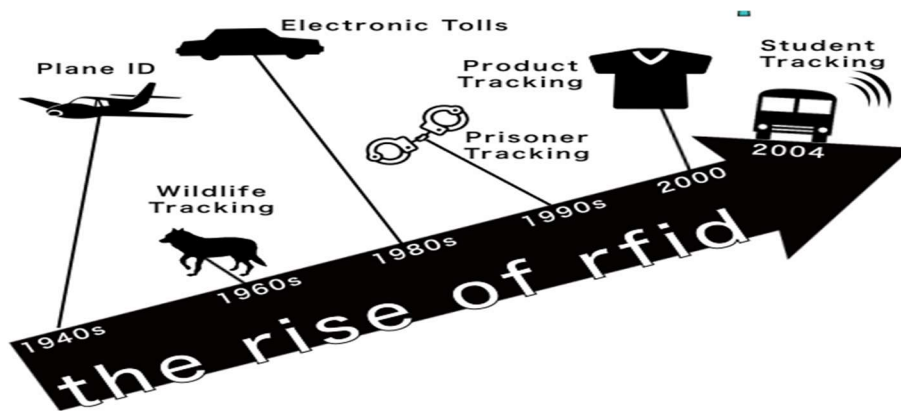 Electronic Tolls
Plane ID
Product
Tracking
Student
Tracking
Prisoner
Tracking
Wildlife
Tracking
1940s
1960s
1980s
1990s
2000
2004
the rise of rfid